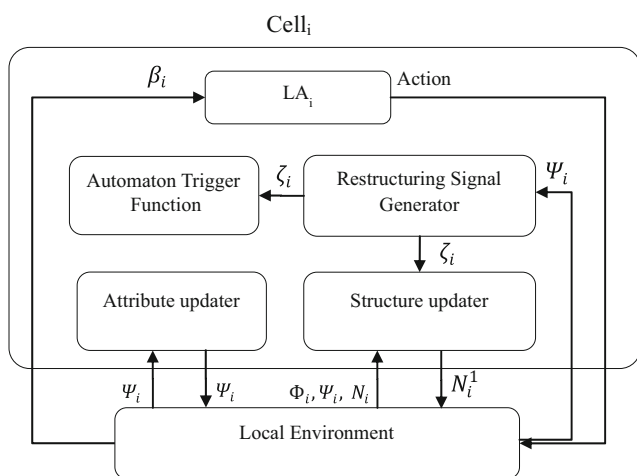 Cell_i
β_i
LA_i
Action
Automaton Trigger
Function
ζ_i
Restructuring Signal
Generator
Ψ_i
ζ_i
Attribute updater
Structure updater
Ψ_i
Ψ_i
Φ_i, Ψ_i, N_i
N_i^1
Local Environment